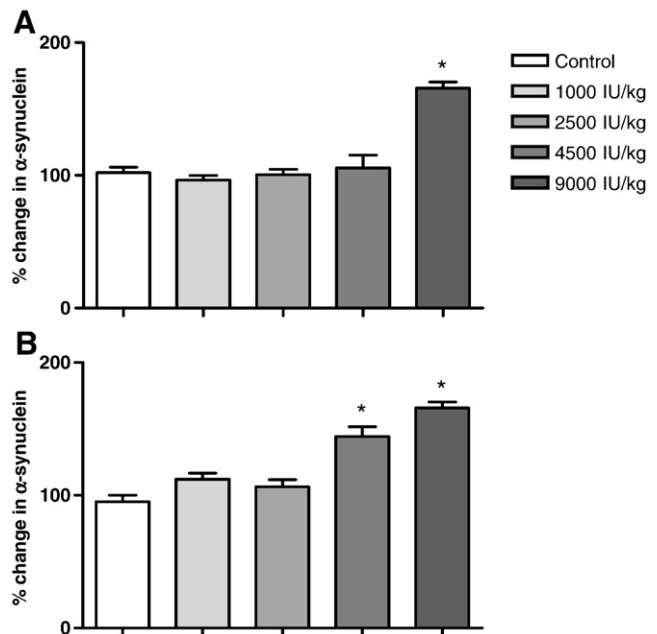 A
200
100
0
% change in α-synuclein
*
Control
1000 IU/kg
2500 IU/kg
4500 IU/kg
9000 IU/kg
B
200
100
0
% change in α-synuclein
*
*